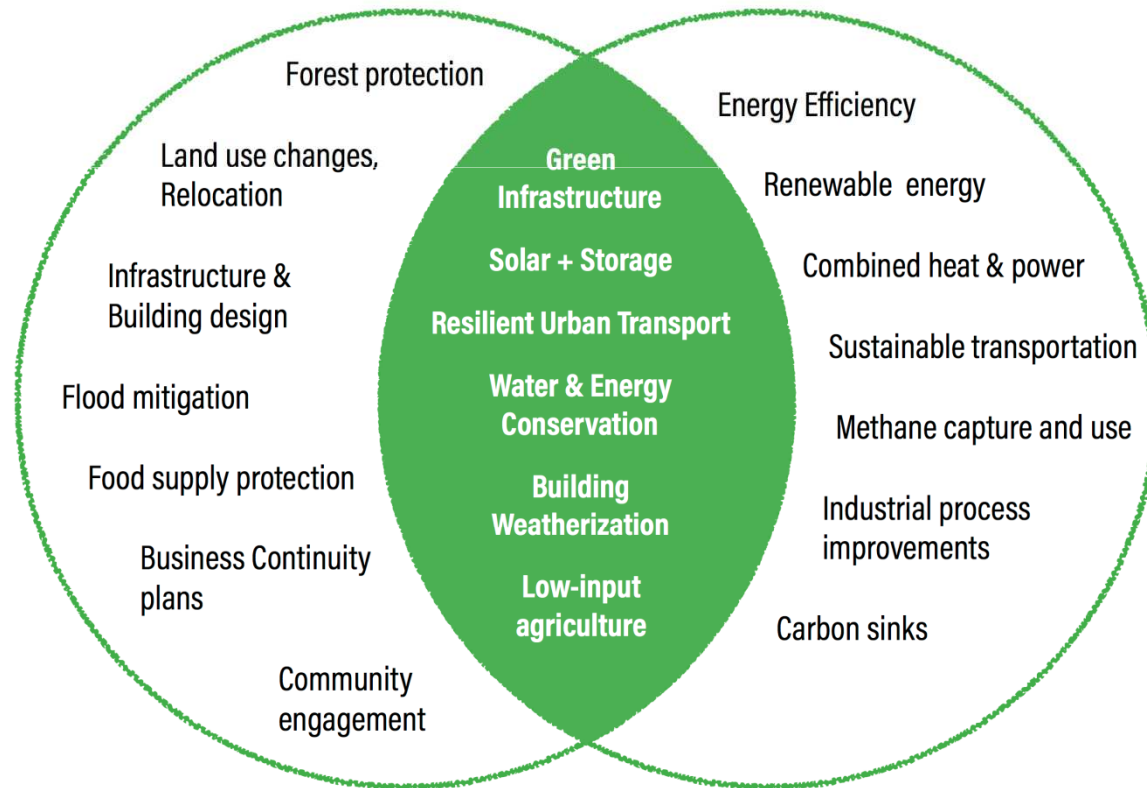 Forest protection
Land use changes,
Relocation
Infrastructure &
Building design
Flood mitigation
Food supply protection
Business Continuity
plans
Community
engagement
Green
Infrastructure
Solar + Storage
Resilient Urban Transport
Water & Energy
Conservation
Building
Weatherization
Low-input
agriculture
Energy Efficiency
Renewable energy
Combined heat & power
Sustainable transportation
Methane capture and use
Industrial process
improvements
Carbon sinks